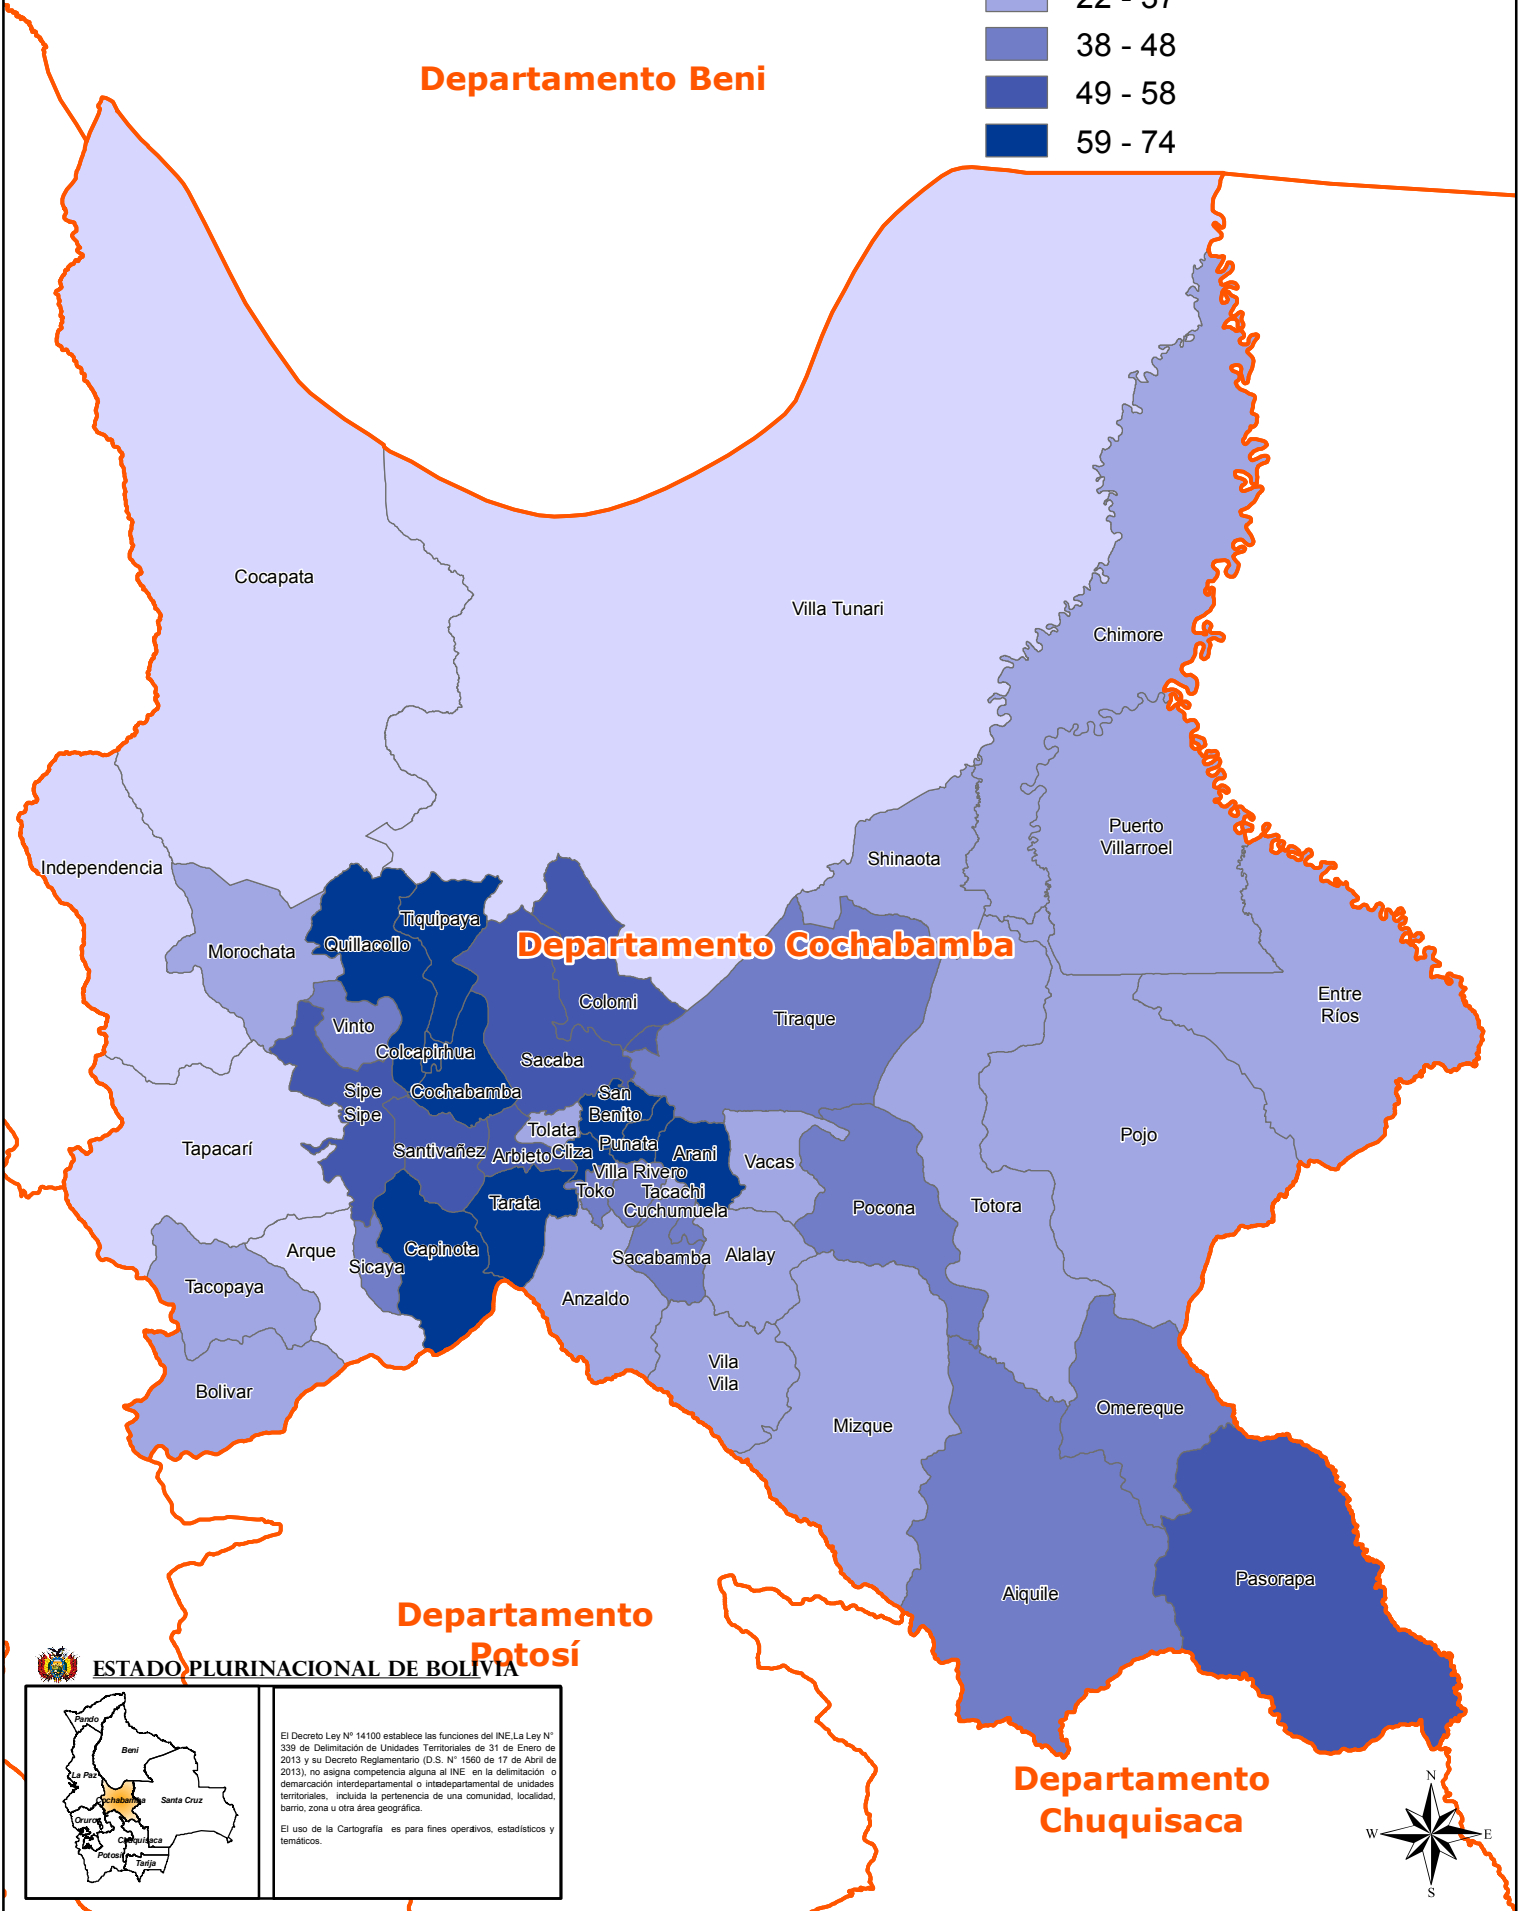 22 - 37
38 - 48
49 - 58
59 - 74
Departamento Beni
Cocapata
Villa Tunari
Chimore
Puerto
Villarroel
Shinaota
Independencia
Tiquipaya
Quillacollo
Morochata
Departamento Cochabamba
Colomi
Entre
Ríos
Tiraque
Vinto
Colcapirhua
Sacaba
Sipe
Sipe
Cochabamba
San
Benito
Tolata
Pojo
Tapacarí
Santivañez
Arbieto
Cliza
Punata
Arani
Vacas
Villa Rivero
Toko
Tacachi
Tarata
Cuchumuela
Pocona
Totora
Arque
Capinota
Sicaya
Sacabamba
Alalay
Tacopaya
Anzaldo
Vila
Vila
Bolivar
Mizque
Omereque
Pasorapa
Aiquile
Departamento
Potosí
ESTADO PLURINACIONAL DE BOLIVIA
Pando
Beni
La Paz
Cochabamba
Santa Cruz
Oruro
Chuquisaca
Potosí
Tarija
El Decreto Ley Nº 14100 establece las funciones del INE,La Ley N°
339 de Delimitación de Unidades Territoriales de 31 de Enero de
2013 y su Decreto Reglamentario (D.S. N° 1560 de 17 de Abril de
2013), no asigna competencia alguna al INE en la delimitación o
demarcación interdepartamental o intradepartamental de unidades
territoriales, incluida la pertenencia de una comunidad, localidad,
barrio, zona u otra área geográfica.
El uso de la Cartografía es para fines operativos, estadísticos y
temáticos.
Departamento
Chuquisaca
N
W
E
S